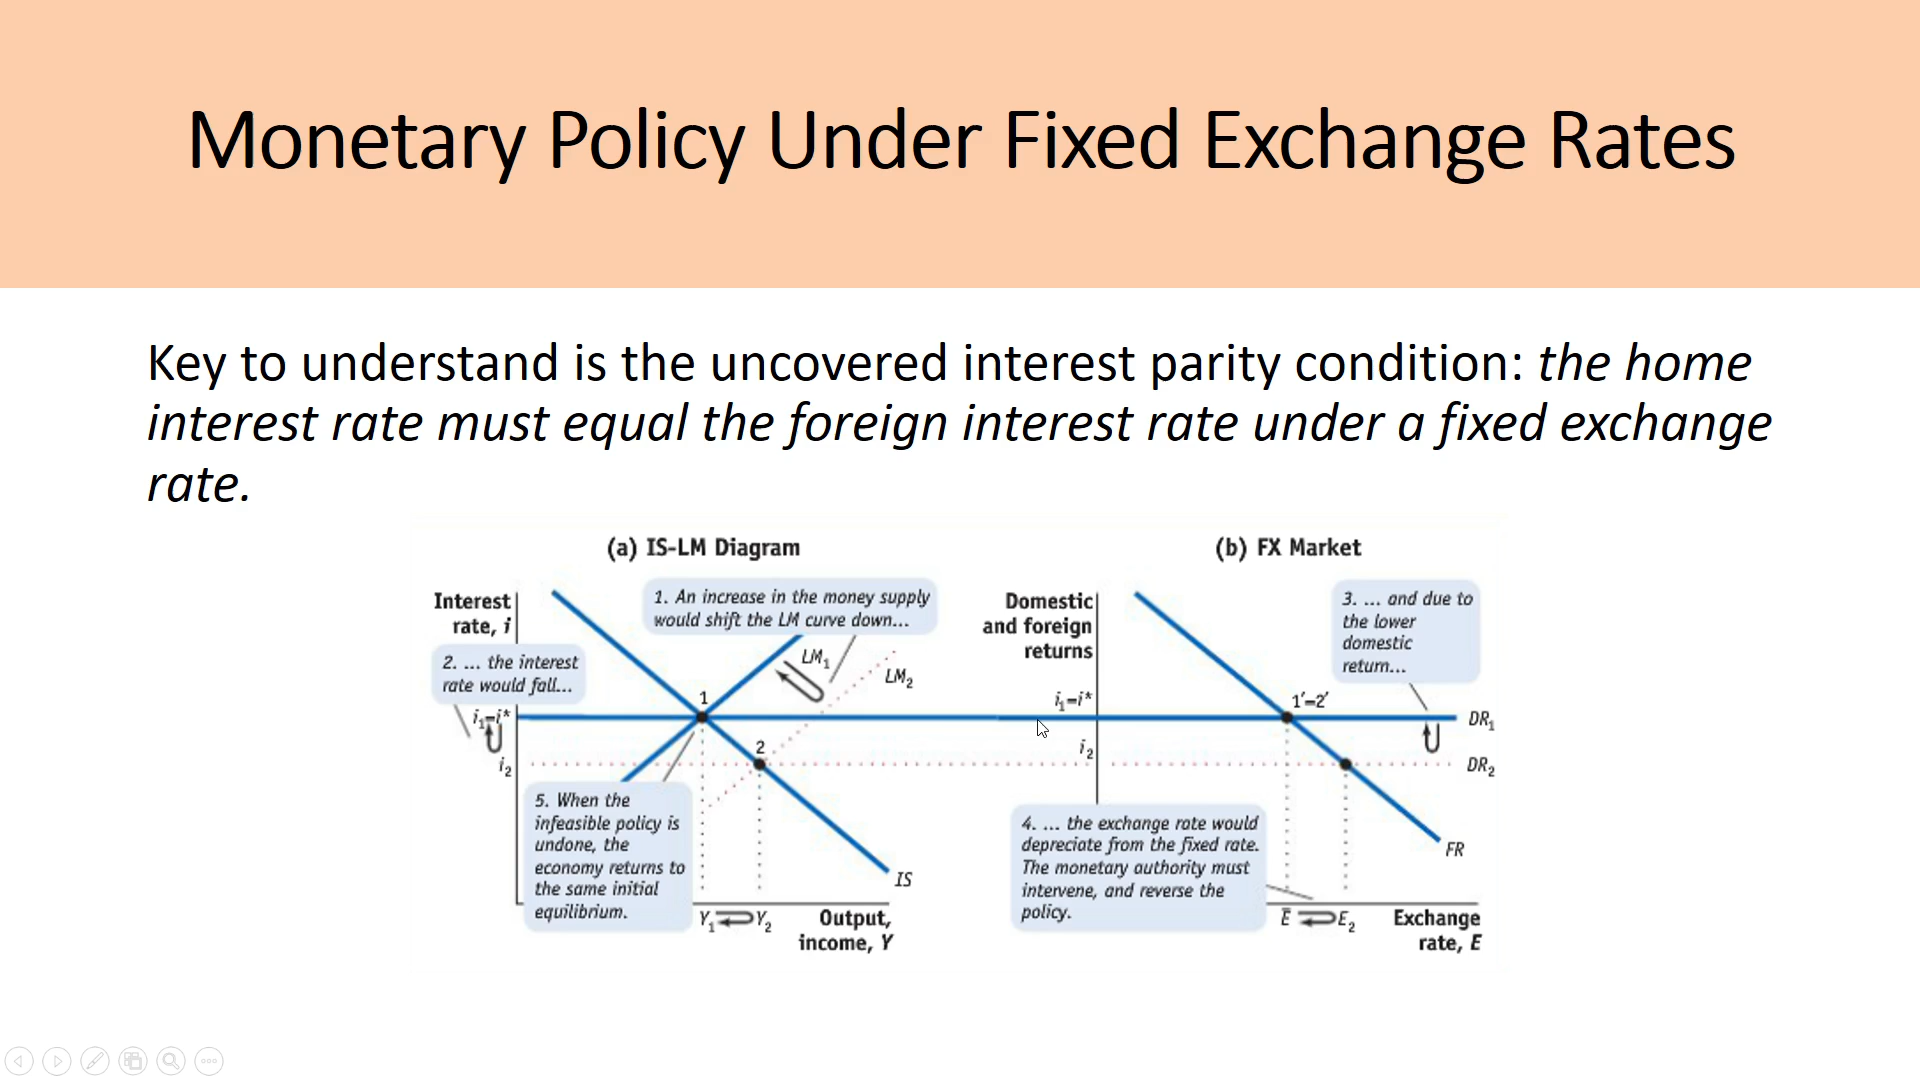 Monetary Policy Under Fixed Exchange Rates
Key to understand is the uncovered interest parity condition: the home
interest rate must equal the foreign interest rate under a fixed exchange
rate.
(a) IS-LM Diagram
Interest
rate, i
1. An increase in the money supply
would shift the LM curve down...
2. ... the interest
rate would fall...
LM₁
LM₂
1
i₁=i*
2
i₂
5. When the
infeasible policy is
undone, the
economy returns to
the same initial
equilibrium.
IS
Y₁
Y₂
Output,
income, Y
(b) FX Market
Domestic
and foreign
returns
3. ... and due to
the lower
domestic
return...
i₁=i*
1′=2′
DR₁
i₂
DR₂
4. ... the exchange rate would
depreciate from the fixed rate.
The monetary authority must
intervene, and reverse the
policy.
FR
Ē
E₂
Exchange
rate, E